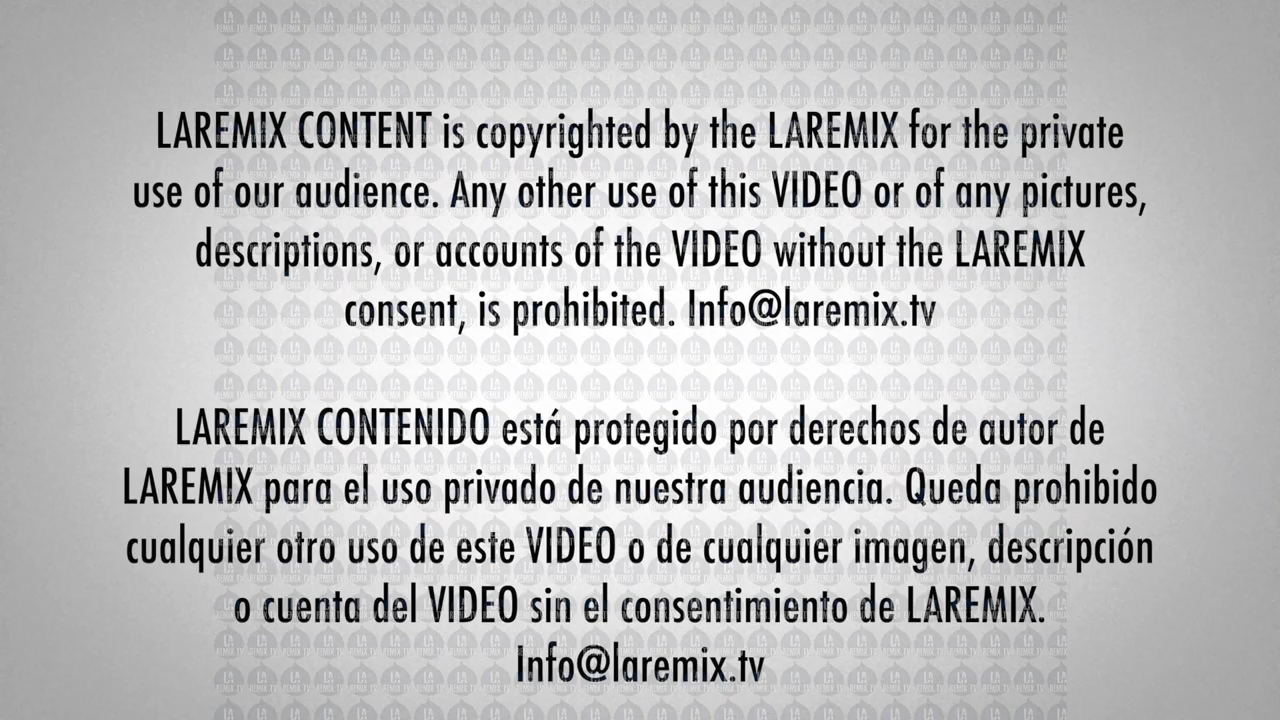 LAREMIX CONTENT is copyrighted by the LAREMIX for the private
use of our audience. Any other use of this VIDEO or of any pictures,
descriptions, or accounts of the VIDEO without the LAREMIX
consent, is prohibited. Info@laremix.tv
LAREMIX CONTENIDO está protegido por derechos de autor de
LAREMIX para el uso privado de nuestra audiencia. Queda prohibido
cualquier otro uso de este VIDEO o de cualquier imagen, descripción
o cuenta del VIDEO sin el consentimiento de LAREMIX.
Info@laremix.tv